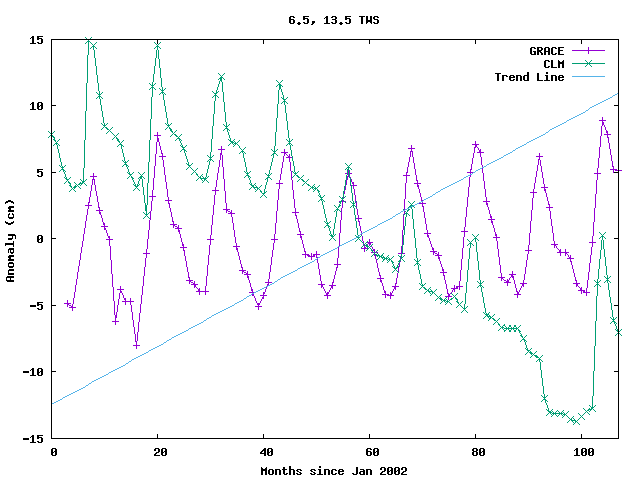 6.5, 13.5 TWS
GRACE
CLM
Trend Line
15
10
5
0
-5
-10
-15
Anomaly (cm)
0 20 40 60 80 100
Months since Jan 2002